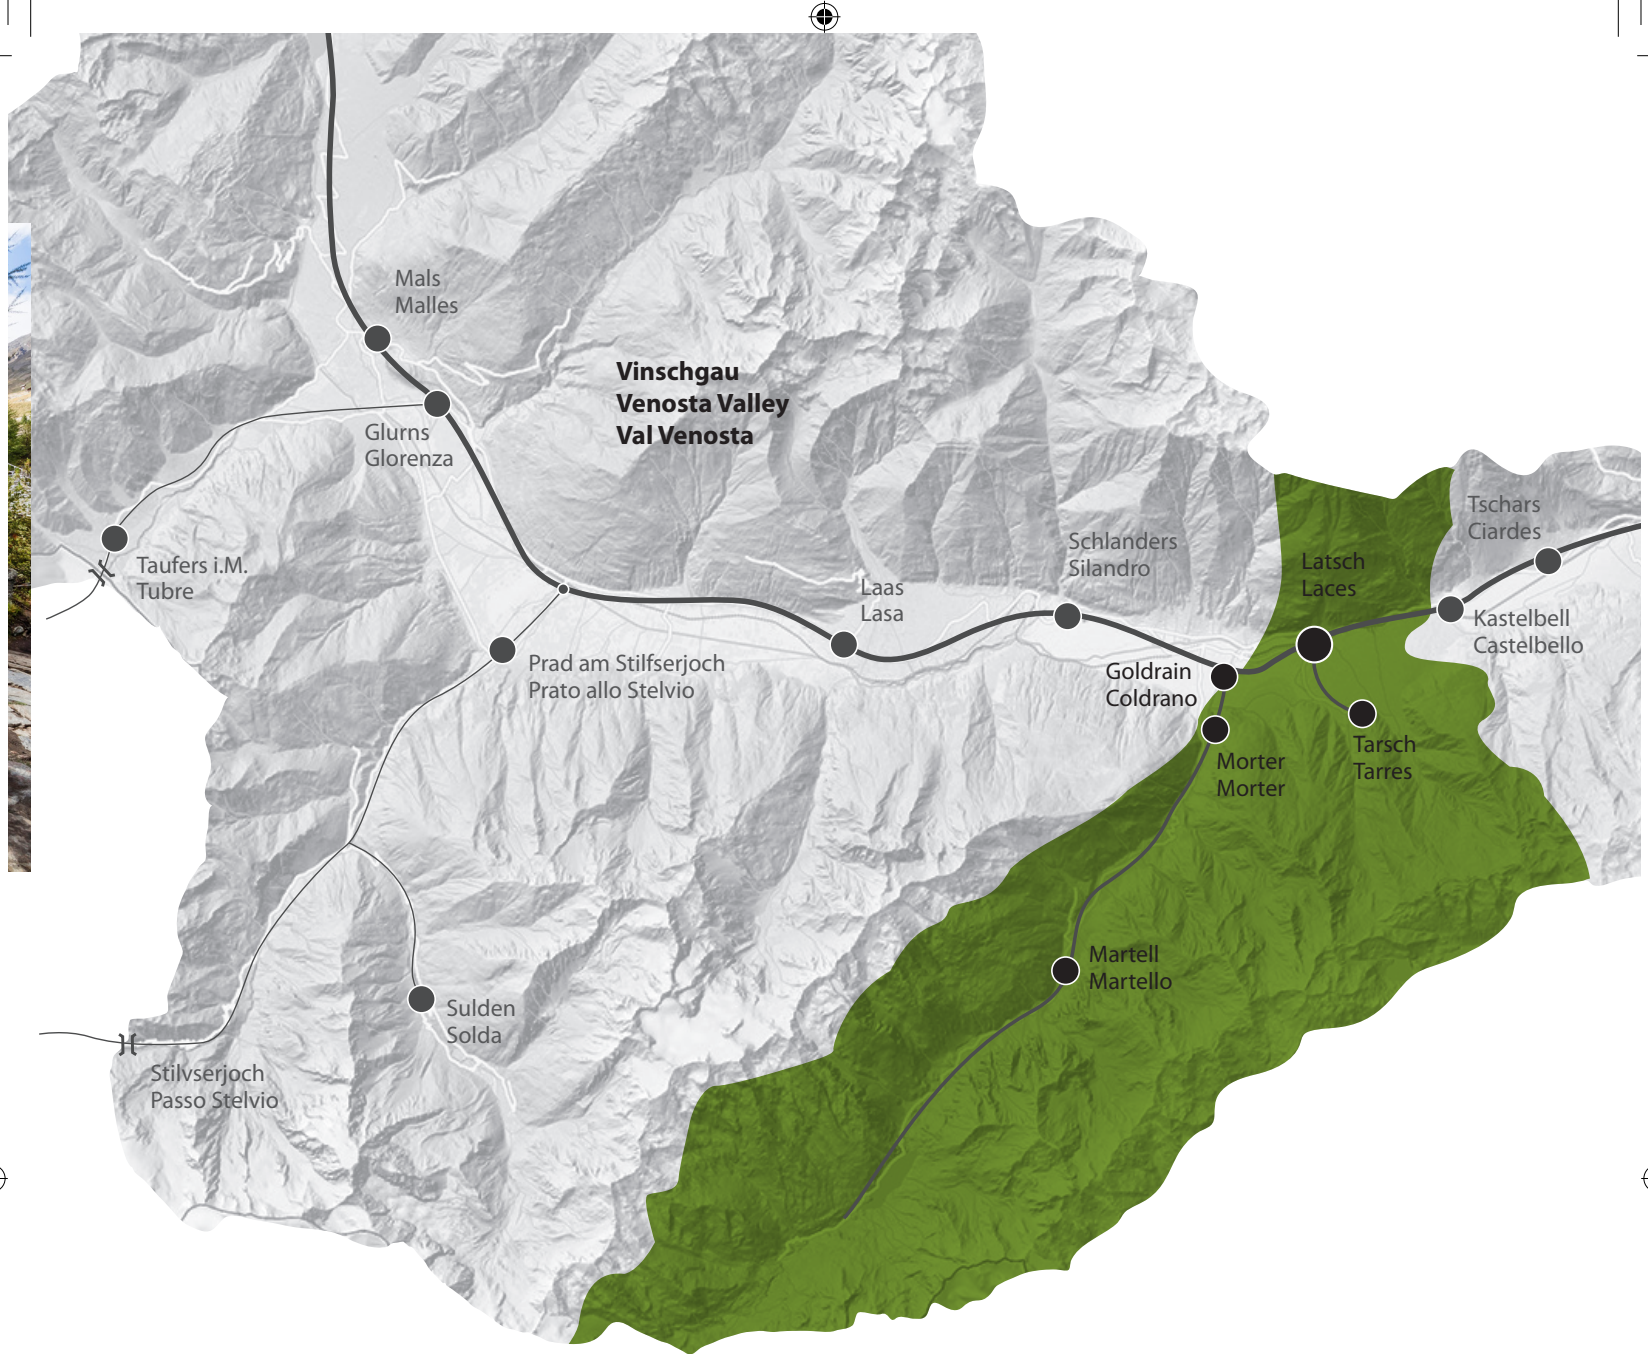 Mals
Malles
Vinschgau
Venosta Valley
Val Venosta
Glurns
Glorenza
Tschars
Ciardes
Schlanders
Silandro
Latsch
Laces
Taufers i.M.
Tubre
Laas
Lasa
Kastelbell
Castelbello
Prad am Stilfserjoch
Prato allo Stelvio
Goldrain
Coldrano
Tarsch
Tarres
Morter
Morter
Martell
Martello
Sulden
Solda
Stilvserjoch
Passo Stelvio